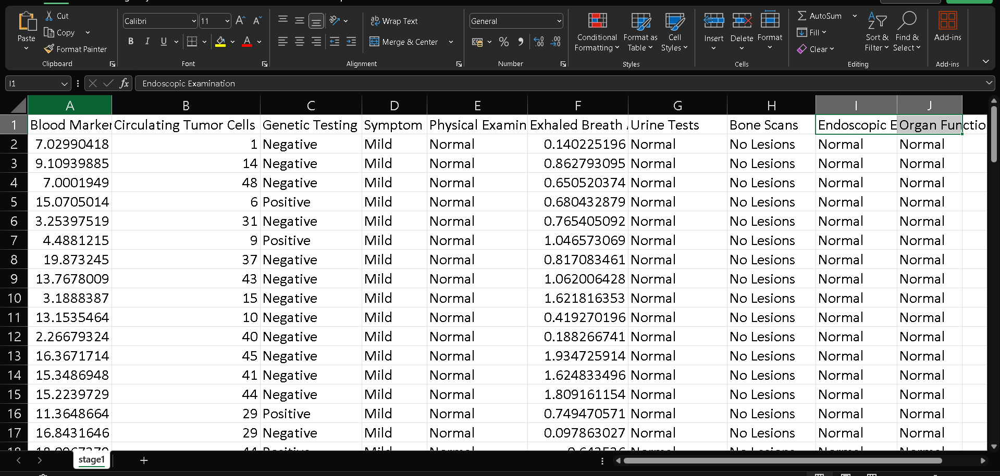 Cut
Copy
Format Painter
Paste
Clipboard
Calibri 11 A A
B I U A
Font
ab Wrap Text
Merge & Center
Alignment
General
% 9 .00 .00
Number
Conditional Formatting
Format as Table
Cell Styles
Styles
Insert Delete Format
Cells
AutoSum
Fill
Clear
Sort & Filter
Find & Select
Editing
Add-ins
Add-ins
I1 fx Endoscopic Examination
A B C D E F G H I J
1 Blood Marker Circulating Tumor Cells Genetic Testing Symptom Physical Examin Exhaled Breath Urine Tests Bone Scans Endoscopic E Organ Functio
2 7.02990418 1 Negative Mild Normal 0.140225196 Normal No Lesions Normal Normal
3 9.10939885 14 Negative Mild Normal 0.862793095 Normal No Lesions Normal Normal
4 7.0001949 48 Negative Mild Normal 0.650520374 Normal No Lesions Normal Normal
5 15.0705014 6 Positive Mild Normal 0.680432879 Normal No Lesions Normal Normal
6 3.25397519 31 Negative Mild Normal 0.765405092 Normal No Lesions Normal Normal
7 4.4881215 9 Positive Mild Normal 1.046573069 Normal No Lesions Normal Normal
8 19.873245 37 Negative Mild Normal 0.817083461 Normal No Lesions Normal Normal
9 13.7678009 43 Negative Mild Normal 1.062006428 Normal No Lesions Normal Normal
10 3.1888387 15 Negative Mild Normal 1.621816353 Normal No Lesions Normal Normal
11 13.1535464 10 Negative Mild Normal 0.419270196 Normal No Lesions Normal Normal
12 2.26679324 40 Negative Mild Normal 0.188266741 Normal No Lesions Normal Normal
13 16.3671714 45 Negative Mild Normal 1.934725914 Normal No Lesions Normal Normal
14 15.3486948 41 Negative Mild Normal 1.624833496 Normal No Lesions Normal Normal
15 15.2239729 44 Negative Mild Normal 1.809161154 Normal No Lesions Normal Normal
16 11.3648664 29 Positive Mild Normal 0.749470571 Normal No Lesions Normal Normal
17 16.8431646 29 Negative Mild Normal 0.097863027 Normal No Lesions Normal Normal
stage1